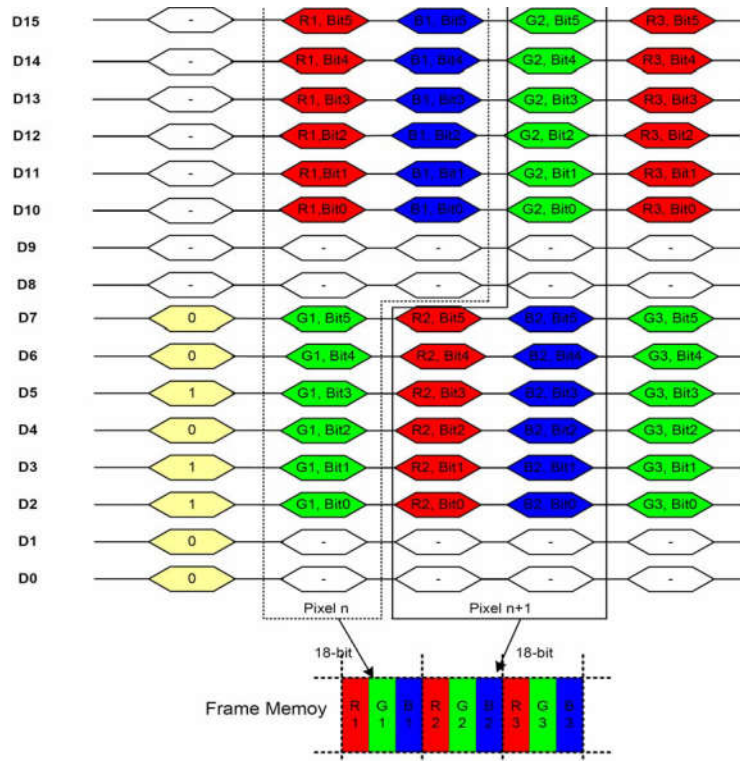 D15 - R1, Bit5 B1, Bit5 G2, Bit5 R3, Bit5
D14 - R1, Bit4 B1, Bit4 G2, Bit4 R3, Bit4
D13 - R1, Bit3 B1, Bit3 G2, Bit3 R3, Bit3
D12 - R1, Bit2 B1, Bit2 G2, Bit2 R3, Bit2
D11 - R1, Bit1 B1, Bit1 G2, Bit1 R3, Bit1
D10 - R1,Bit0 B1, Bit0 G2, Bit0 R3, Bit0
D9 - - - - -
D8 - - - - -
D7 0 G1, Bit5 R2, Bit5 B2, Bit5 G3, Bit5
D6 0 G1, Bit4 R2, Bit4 B2, Bit4 G3, Bit4
D5 1 G1, Bit3 R2, Bit3 B2, Bit3 G3, Bit3
D4 0 G1, Bit2 R2, Bit2 B2, Bit2 G3, Bit2
D3 1 G1, Bit1 R2, Bit1 B2, Bit1 G3, Bit1
D2 1 G1, Bit0 R2, Bit0 B2, Bit0 G3, Bit0
D1 0 - - - -
D0 0 - - - -
Pixel n Pixel n+1
18-bit 18-bit
Frame Memoy
R G B R G B R G B
1 1 1 2 2 2 3 3 3